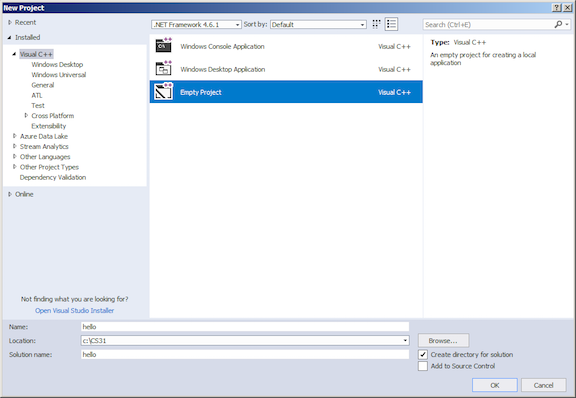 New Project
Recent
.NET Framework 4.6.1
Sort by:
Default
Search (Ctrl+E)
Installed
Visual C++
Windows Desktop
Windows Universal
General
ATL
Test
Cross Platform
Extensibility
Azure Data Lake
Stream Analytics
Other Languages
Other Project Types
Dependency Validation
Online
Windows Console Application Visual C++
Windows Desktop Application Visual C++
Empty Project Visual C++
Type: Visual C++
An empty project for creating a local
application
Not finding what you are looking for?
Open Visual Studio Installer
Name: hello
Location: c:\CS31
Browse...
Solution name: hello
Create directory for solution
Add to Source Control
OK
Cancel